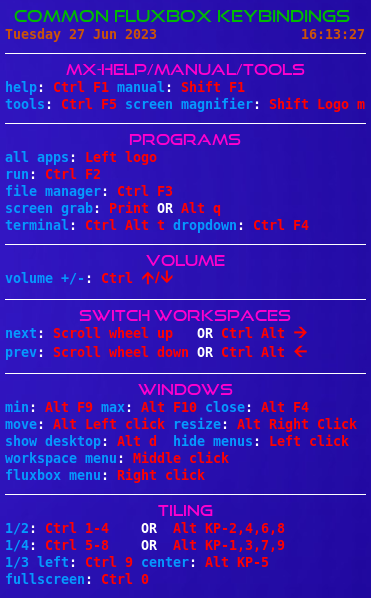 COMMON FLUXBOX KEYBINDINGS
Tuesday 27 Jun 2023 16:13:27
MX-HELP/MANUAL/TOOLS
help: Ctrl F1 manual: Shift F1
tools: Ctrl F5 screen magnifier: Shift Logo m
PROGRAMS
all apps: Left logo
run: Ctrl F2
file manager: Ctrl F3
screen grab: Print OR Alt q
terminal: Ctrl Alt t dropdown: Ctrl F4
VOLUME
volume +/-: Ctrl ↑/↓
SWITCH WORKSPACES
next: Scroll wheel up OR Ctrl Alt →
prev: Scroll wheel down OR Ctrl Alt ←
WINDOWS
min: Alt F9 max: Alt F10 close: Alt F4
move: Alt Left click resize: Alt Right Click
show desktop: Alt d hide menus: Left click
workspace menu: Middle click
fluxbox menu: Right click
TILING
1/2: Ctrl 1-4 OR Alt KP-2,4,6,8
1/4: Ctrl 5-8 OR Alt KP-1,3,7,9
1/3 left: Ctrl 9 center: Alt KP-5
fullscreen: Ctrl 0